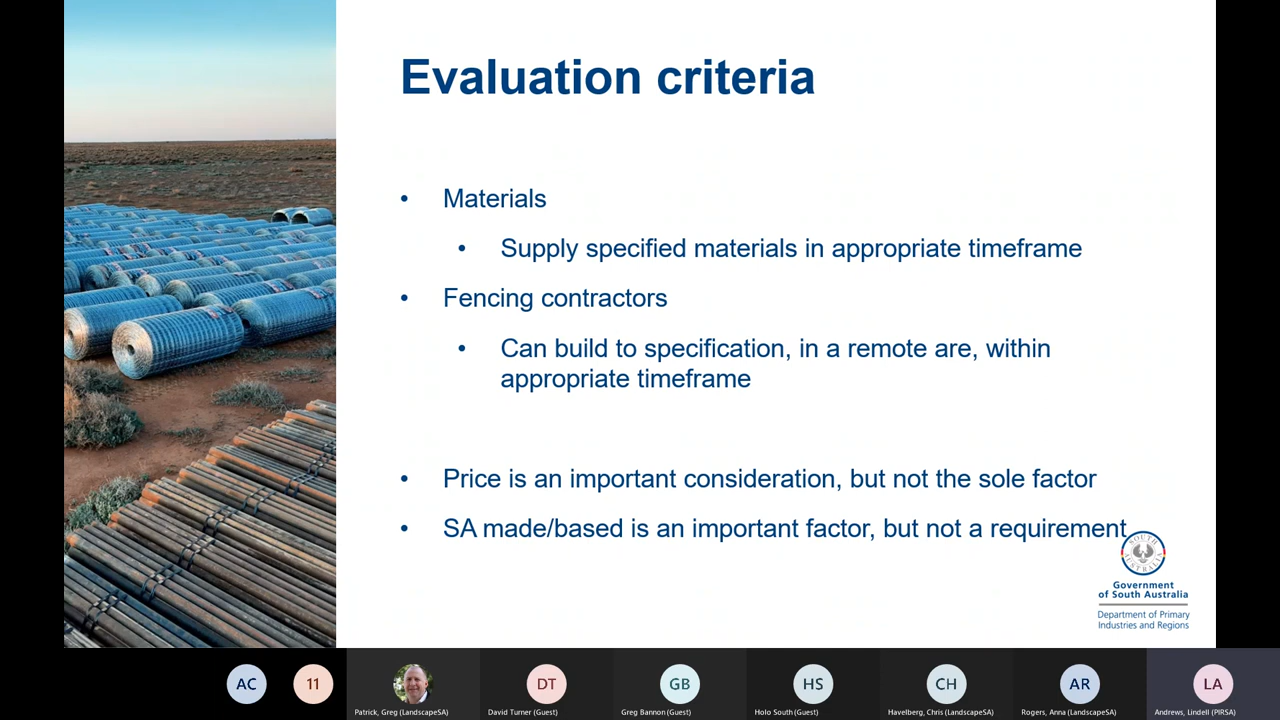 Evaluation criteria
• Materials
• Supply specified materials in appropriate timeframe
• Fencing contractors
• Can build to specification, in a remote are, within
appropriate timeframe
• Price is an important consideration, but not the sole factor
• SA made/based is an important factor, but not a requirement
SOUTH AUSTRALIA
Government
of South Australia
Department of Primary
Industries and Regions
AC
11
DT
GB
HS
CH
AR
LA
Patrick, Greg (LandscapeSA)
David Turner (Guest)
Greg Bannon (Guest)
Holo South (Guest)
Havelberg, Chris (LandscapeSA)
Rogers, Anna (LandscapeSA)
Andrews, Lindell (PIRSA)